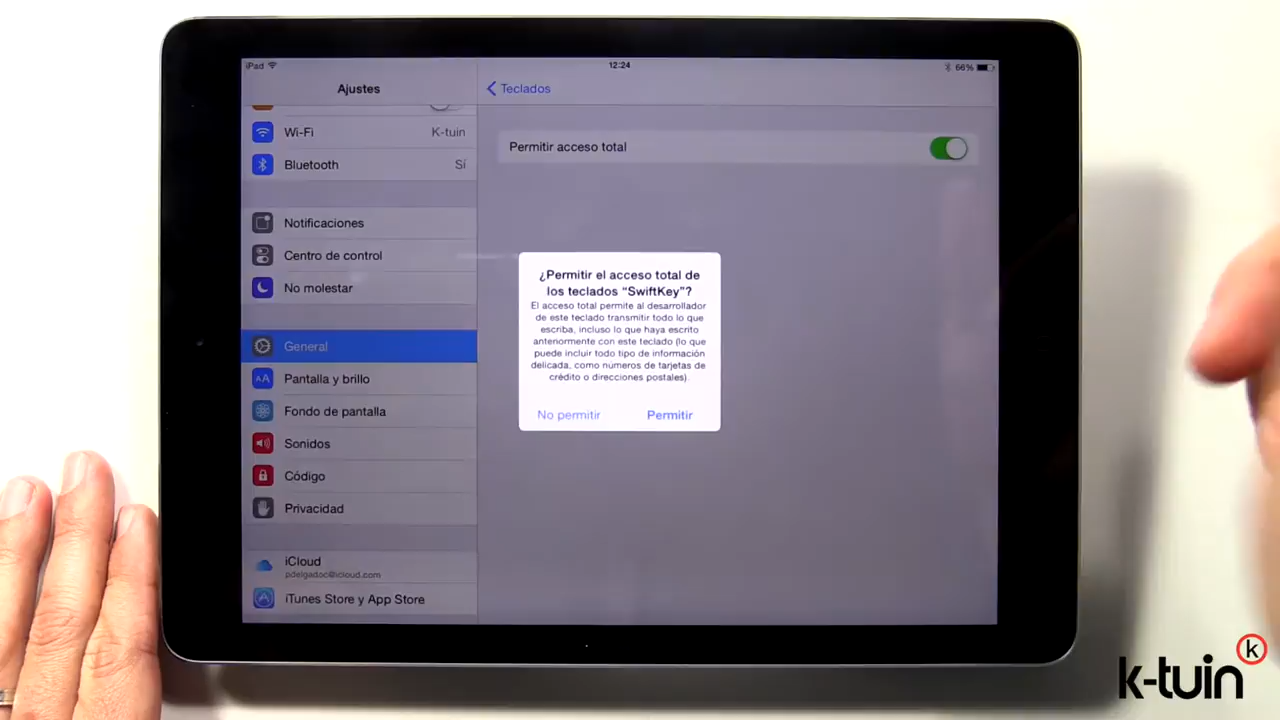 iPad
12:24
66%
Ajustes
Teclados
Wi-Fi
K-tuin
Bluetooth
Sí
Notificaciones
Centro de control
No molestar
General
Pantalla y brillo
Fondo de pantalla
Sonidos
Código
Privacidad
iCloud
pdelgadoc@icloud.com
iTunes Store y App Store
Permitir acceso total
¿Permitir el acceso total de
los teclados “SwiftKey”?
El acceso total permite al desarrollador
de este teclado transmitir todo lo que
escriba, incluso lo que haya escrito
anteriormente con este teclado (lo que
puede incluir todo tipo de información
delicada, como numeros de tarjetas de
crédito o direcciones postales).
No permitir
Permitir
k-tuin
k